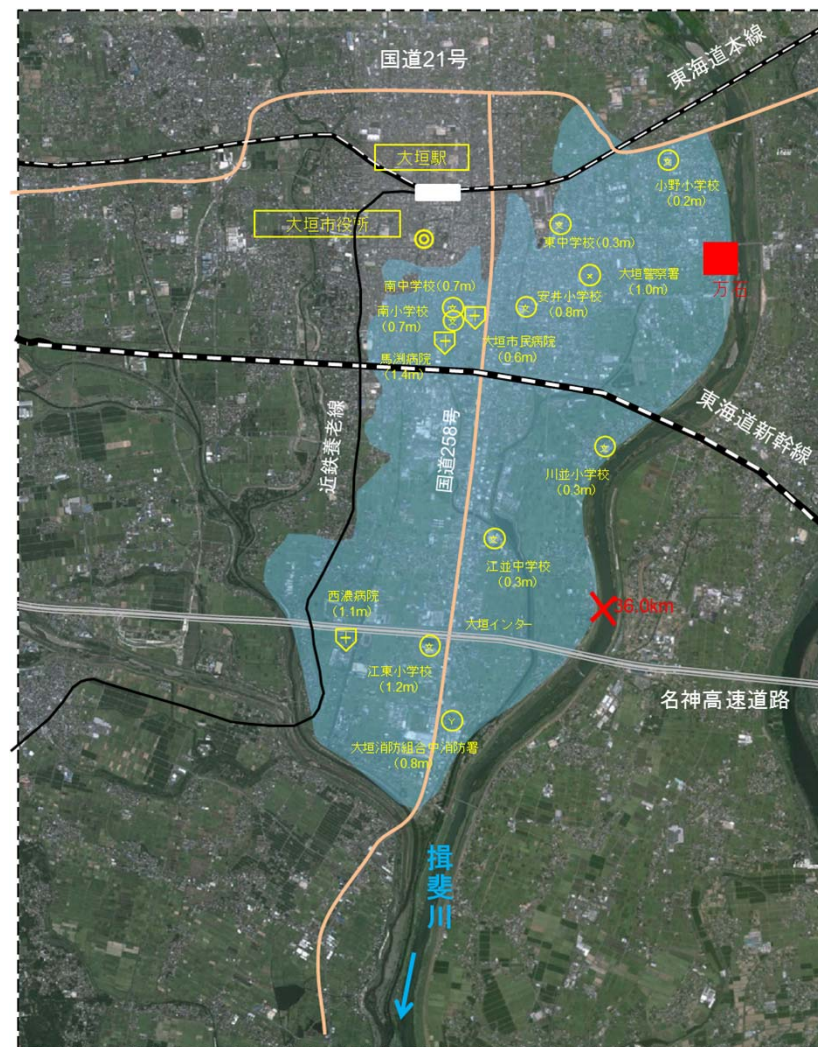 国道21号
東海道本線
大垣駅
小野小学校
(0.2m)
大垣市役所
東中学校(0.3m)
大垣警察署
(1.0m)
万石
南中学校(0.7m)
南小学校
(0.7m)
安井小学校
(0.8m)
大垣市民病院
(0.6m)
馬渕病院
(1.4m)
東海道新幹線
近鉄養老線
国道258号
川並小学校
(0.3m)
江並中学校
(0.3m)
36.0km
西濃病院
(1.1m)
大垣インター
江東小学校
(1.2m)
名神高速道路
大垣消防組合中消防署
(0.8m)
揖斐川